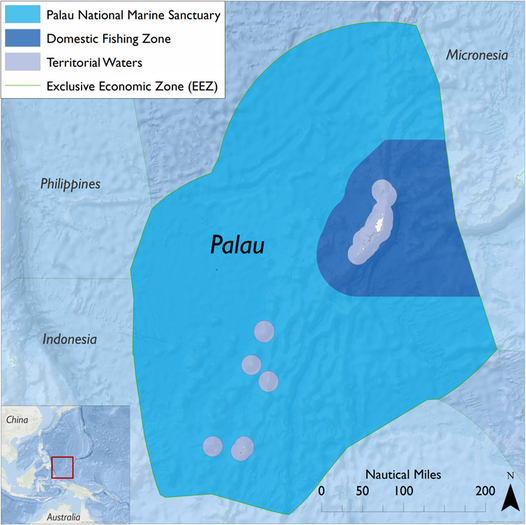 Palau National Marine Sanctuary
Domestic Fishing Zone
Territorial Waters
Exclusive Economic Zone (EEZ)
Micronesia
Philippines
Palau
Indonesia
China
Australia
Nautical Miles
0 50 100 200
N